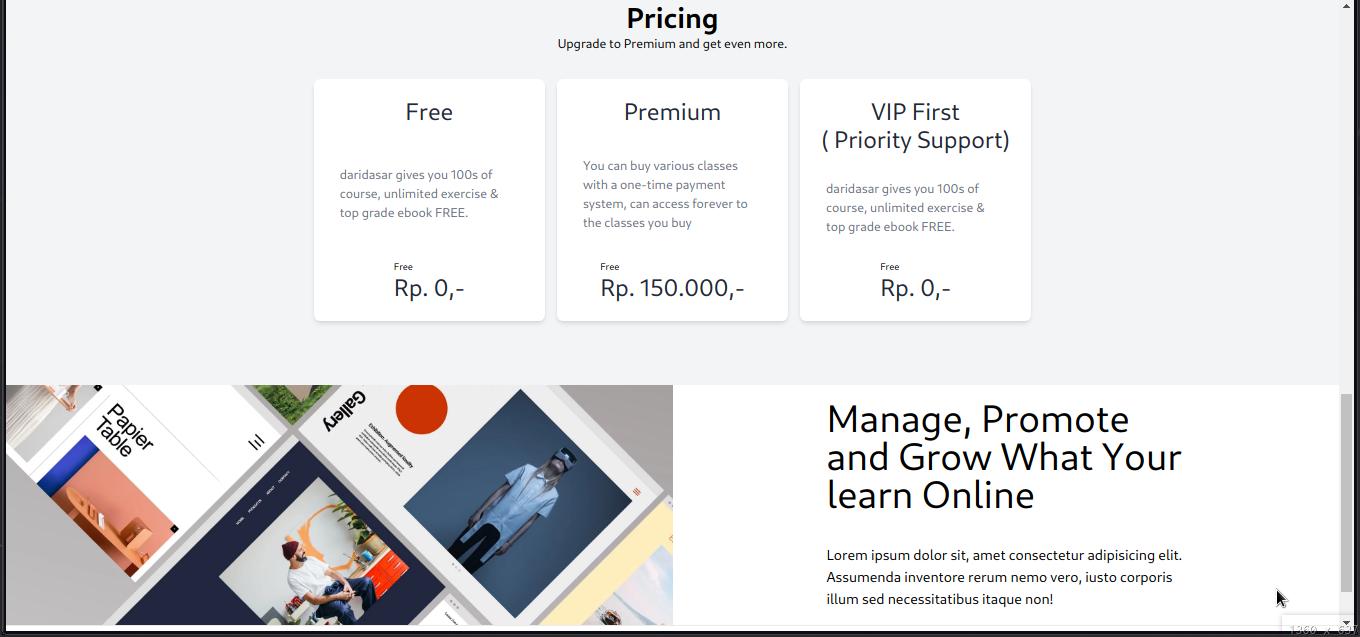 Pricing
Upgrade to Premium and get even more.
Free
daridasar gives you 100s of
course, unlimited exercise &
top grade ebook FREE.
Free
Rp. 0,-
Premium
You can buy various classes
with a one-time payment
system, can access forever to
the classes you buy
Free
Rp. 150.000,-
VIP First
( Priority Support)
daridasar gives you 100s of
course, unlimited exercise &
top grade ebook FREE.
Free
Rp. 0,-
Papier
Table
Gallery
Manage, Promote
and Grow What Your
learn Online
Lorem ipsum dolor sit, amet consectetur adipisicing elit.
Assumenda inventore rerum nemo vero, iusto corporis
illum sed necessitatibus itaque non!